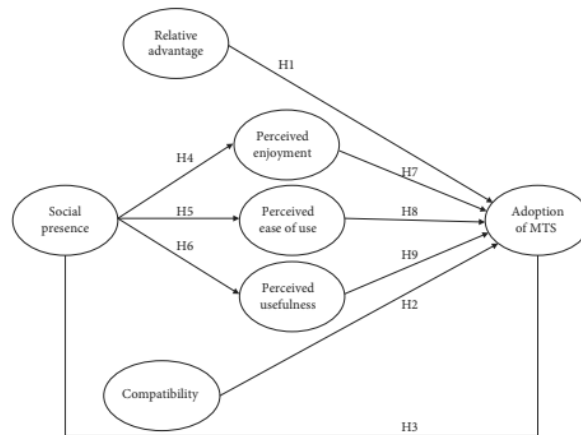 Relative
advantage
H1
Perceived
enjoyment
H4
H7
Social
presence
H5
Perceived
ease of use
H8
Adoption
of MTS
H6
H9
Perceived
usefulness
H2
Compatibility
H3